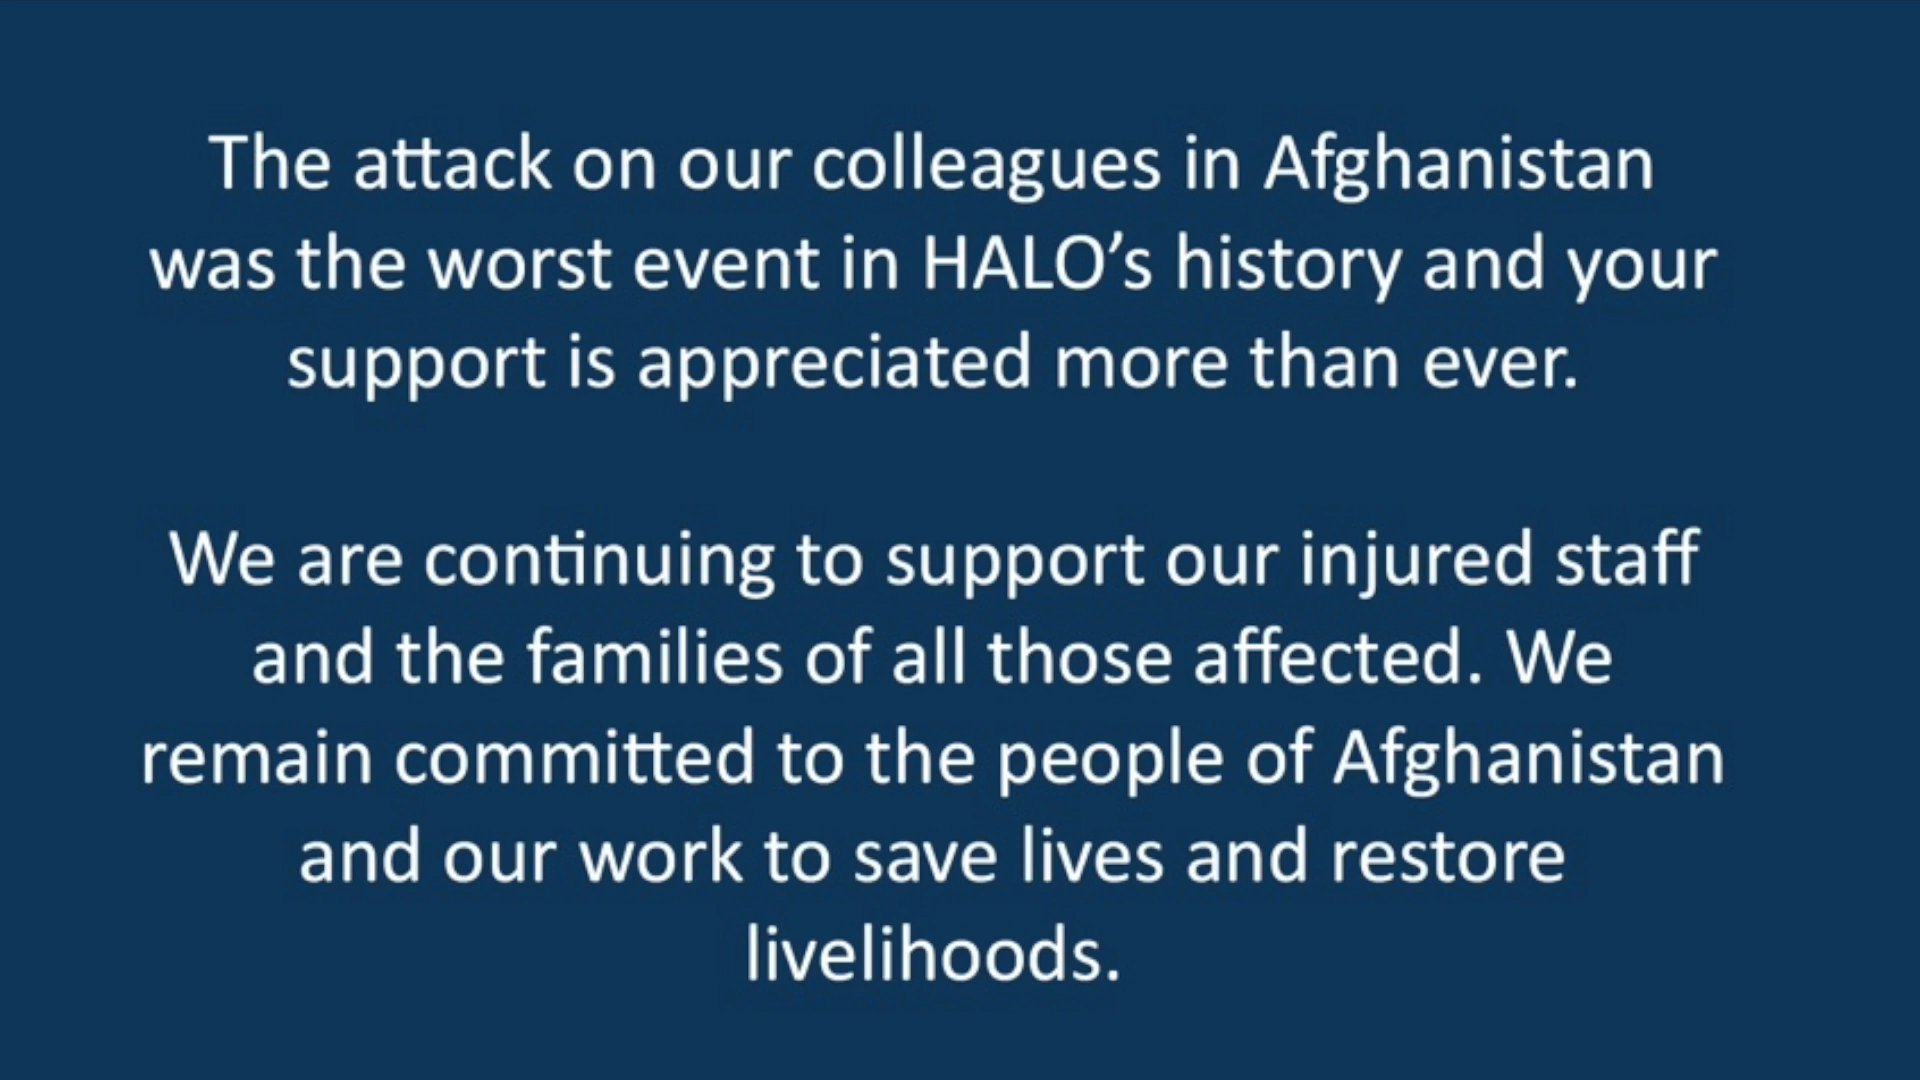 The attack on our colleagues in Afghanistan
was the worst event in HALO’s history and your
support is appreciated more than ever.
We are continuing to support our injured staff
and the families of all those affected. We
remain committed to the people of Afghanistan
and our work to save lives and restore
livelihoods.